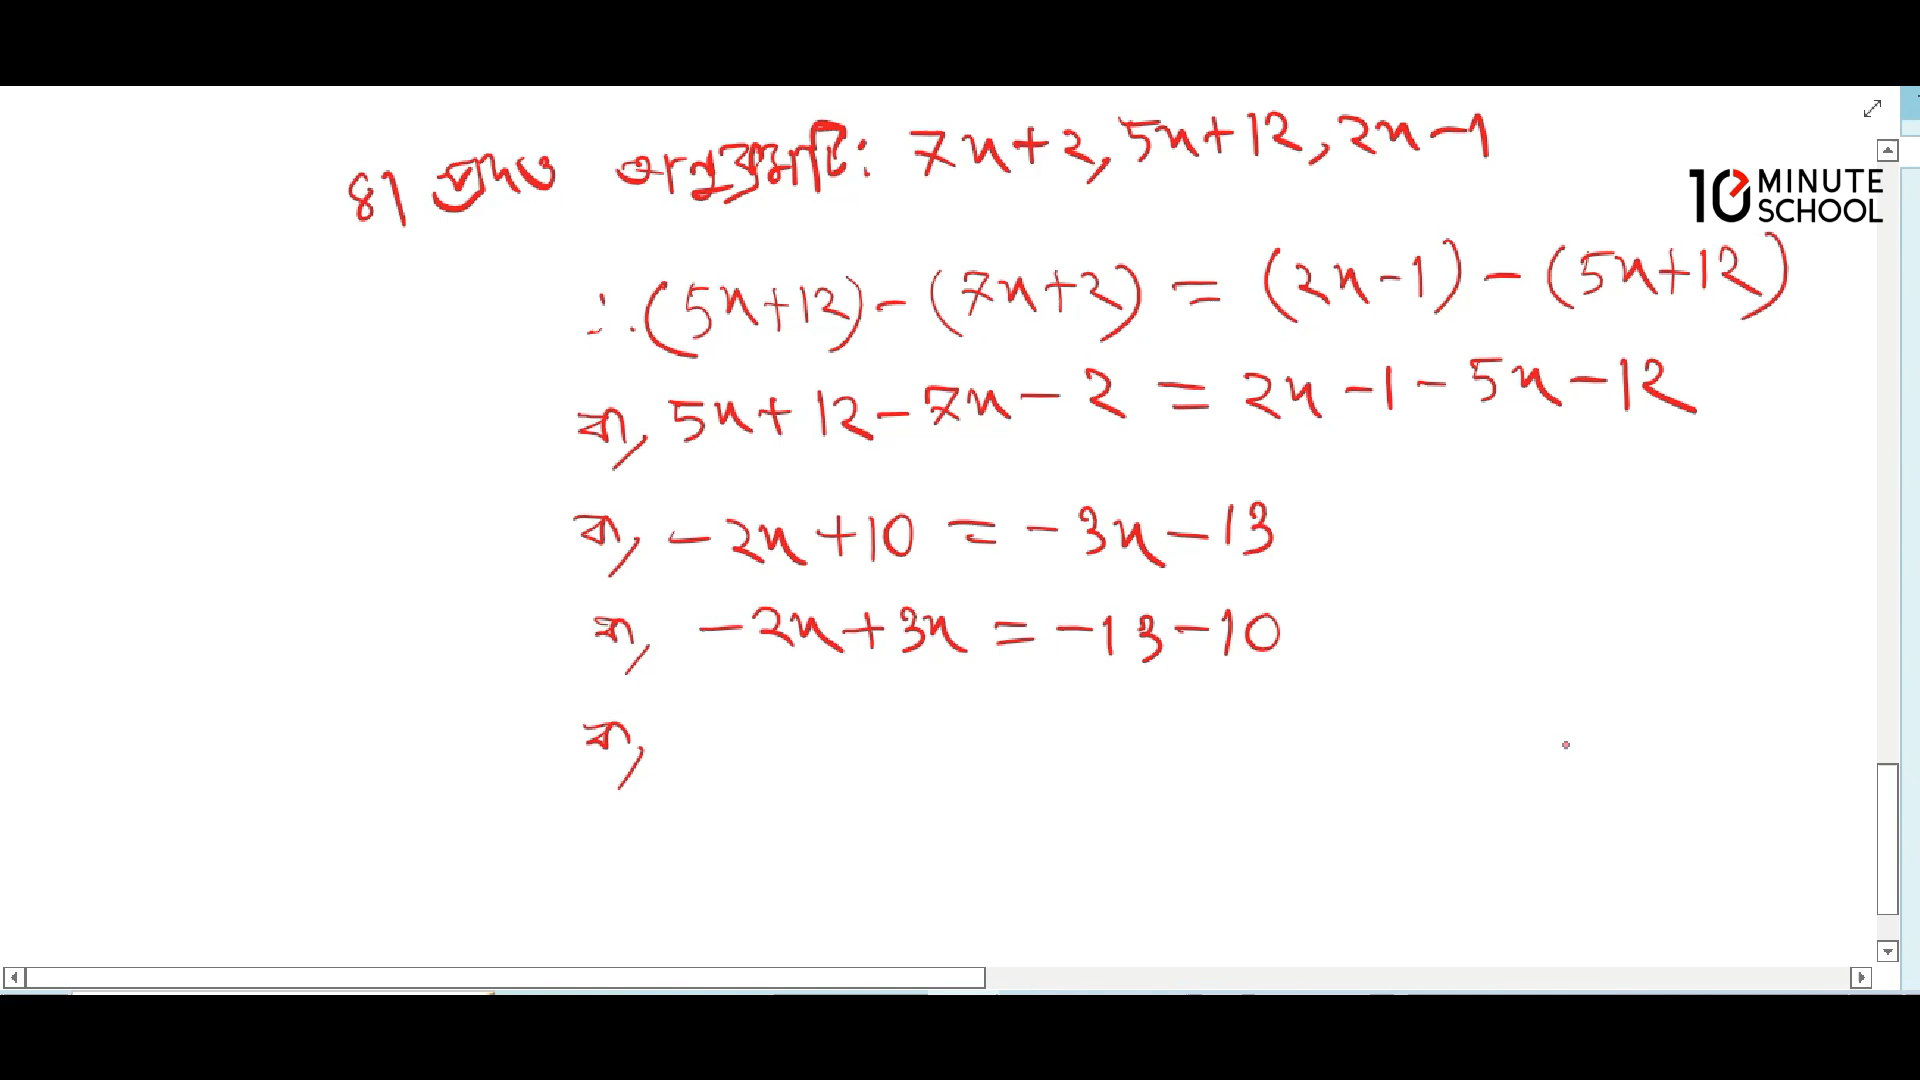 ৪। প্রদত্ত অনুক্রমটি: 7x+2, 5x+12, 2x-1
10 MINUTE SCHOOL
∴ (5x+12) - (7x+2) = (2x-1) - (5x+12)
বা, 5x+12-7x-2 = 2x-1-5x-12
বা, -2x+10 = -3x-13
বা, -2x+3x = -13-10
বা,